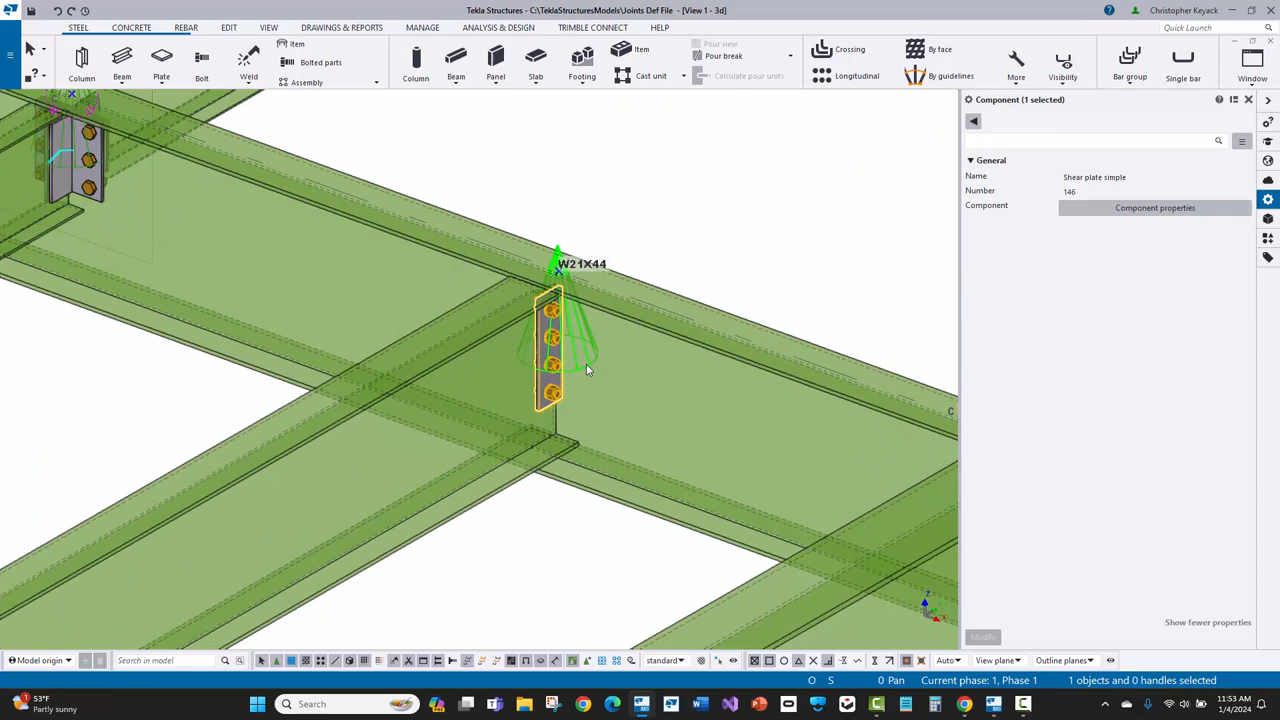 Tekla Structures - C:\TeklaStructuresModels\Joints Def File - [View 1 - 3d]
Christopher Keyack
STEEL CONCRETE REBAR EDIT VIEW DRAWINGS & REPORTS MANAGE ANALYSIS & DESIGN TRIMBLE CONNECT HELP
Quick Launch
Column
Beam
Plate
Bolt
Weld
Item
Bolted parts
Assembly
Column
Beam
Panel
Slab
Footing
Item
Cast unit
Pour view
Pour break
Calculate pour units
Crossing
Longitudinal
By face
By guidelines
More
Visibility
Bar group
Single bar
Window
Component (1 selected)
General
Name Shear plate simple
Number 146
Component Component properties
W21X44
C
Z
X
Show fewer properties
Modify
Model origin
Search in model
standard
Auto
View plane
Outline planes
O S 0 Pan Current phase: 1, Phase 1 1 objects and 0 handles selected
53°F
Partly sunny
Search
11:53 AM
1/4/2024